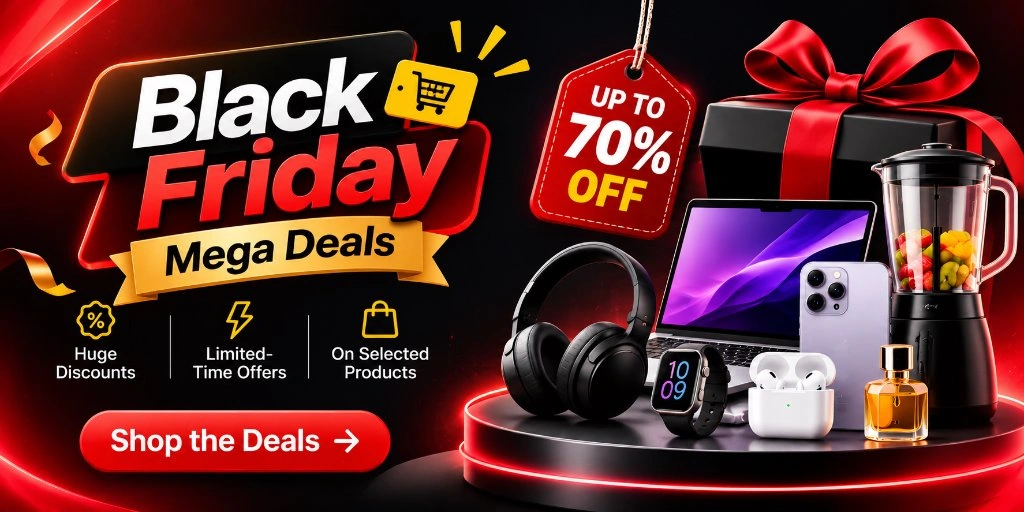 Black
Friday
Mega Deals
UP TO
70%
OFF
Huge
Discounts
Limited-
Time Offers
On Selected
Products
Shop the Deals →
10
09